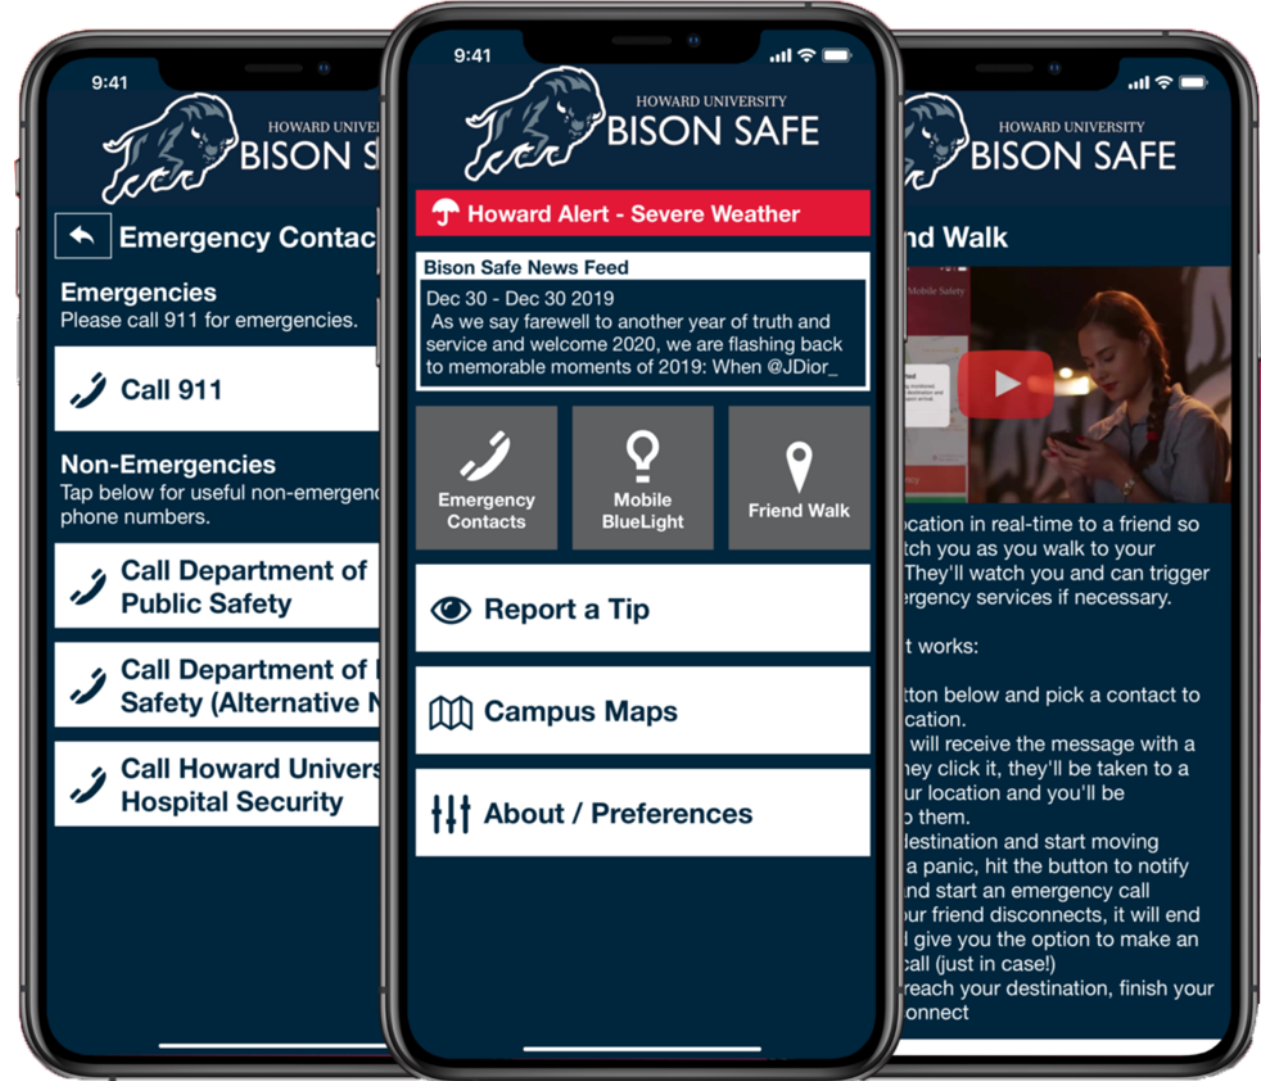 9:41
HOWARD UNIVE
BISON S
Emergency Contac
Emergencies
Please call 911 for emergencies.
Call 911
Non-Emergencies
Tap below for useful non-emergenc
phone numbers.
Call Department of
Public Safety
Call Department of
Safety (Alternative N
Call Howard Univers
Hospital Security
9:41
HOWARD UNIVERSITY
BISON SAFE
Howard Alert - Severe Weather
Bison Safe News Feed
Dec 30 - Dec 30 2019
As we say farewell to another year of truth and
service and welcome 2020, we are flashing back
to memorable moments of 2019: When @JDior_
Emergency
Contacts
Mobile
BlueLight
Friend Walk
Report a Tip
Campus Maps
About / Preferences
HOWARD UNIVERSITY
BISON SAFE
nd Walk
Mobile Safety
ocation in real-time to a friend so
tch you as you walk to your
They'll watch you and can trigger
ergency services if necessary.
t works:
tton below and pick a contact to
cation.
will receive the message with a
hey click it, they'll be taken to a
ur location and you'll be
o them.
destination and start moving
a panic, hit the button to notify
and start an emergency call
our friend disconnects, it will end
d give you the option to make an
call (just in case!)
reach your destination, finish your
onnect